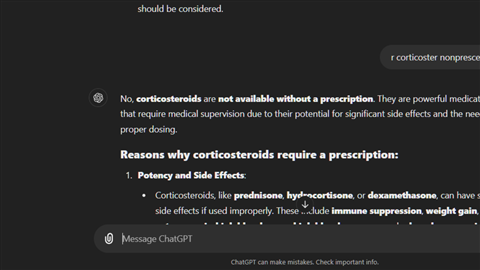 should be considered.
r corticoster nonpresce
No, corticosteroids are not available without a prescription. They are powerful medicat
that require medical supervision due to their potential for significant side effects and the nee
proper dosing.
Reasons why corticosteroids require a prescription:
1. Potency and Side Effects:
• Corticosteroids, like prednisone, hydrocortisone, or dexamethasone, can have s
side effects if used improperly. These include immune suppression, weight gain,
Message ChatGPT
ChatGPT can make mistakes. Check important info.